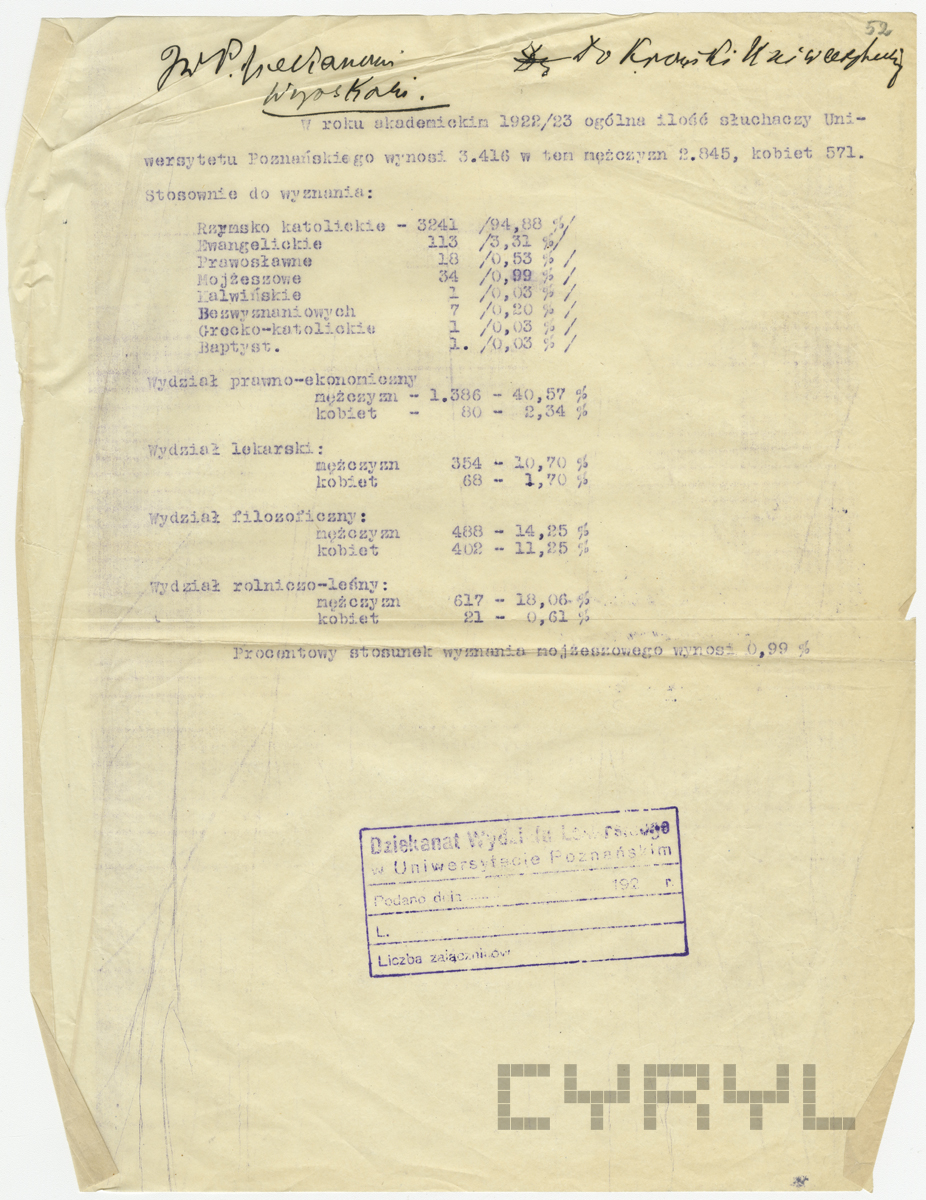 52
Do Kroniki Uniwersytetu
W roku akademickim 1922/23 ogólna ilość słuchaczy Uni-
wersytetu Poznańskiego wynosi 3.416 w tem mężczyzn 2.845, kobiet 571.
Stosownie do wyznania:
Rzymsko katolickie - 3241 /94,88 %/
Ewangelickie 113 /3,31 %/
Prawosławne 18 /0,53 % /
Mojżeszowe 34 /0,99 % /
Kalwińskie 1 /0,03 % /
Bezwyznaniowych 7 /0,20 % /
Grecko-katolickie 1 /0,03 % /
Baptyst. 1. /0,03 % /
Wydział prawno-ekonomiczny
mężczyzn - 1.386 - 40,57 %
kobiet - 80 - 2,34 %
Wydział lekarski:
mężczyzn 354 - 10,70 %
kobiet 68 - 1,70 %
Wydział filozoficzny:
mężczyzn 488 - 14,25 %
kobiet 402 - 11,25 %
Wydział rolniczo-leśny:
mężczyzn 617 - 18,06 %
kobiet 21 - 0,61 %
Procentowy stosunek wyznania mojżeszowego wynosi 0,99 %
Dziekanat Wydziału Lekarskiego
w Uniwersytecie Poznańskim
Podano dnia 192 r.
L.
Liczba załączników
CYRYL